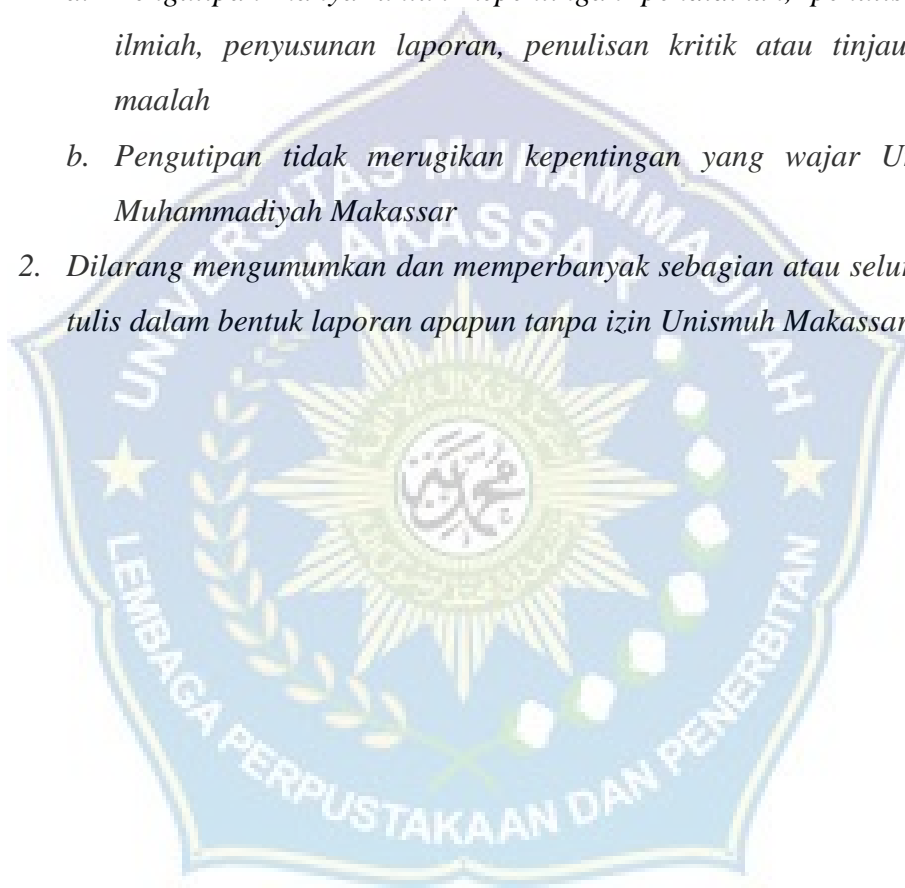 ilmiah, penyusunan laporan, penulisan kritik atau tinjau
maalah
b. Pengutipan tidak merugikan kepentingan yang wajar U
Muhammadiyah Makassar
2. Dilarang mengumumkan dan memperbanyak sebagian atau selu
tulis dalam bentuk laporan apapun tanpa izin Unismuh Makassar
UNIVERSITAS MUHAMMADIYAH
MAKASSAR
محمد
LEMBAGA PERPUSTAKAAN DAN PENERBITAN